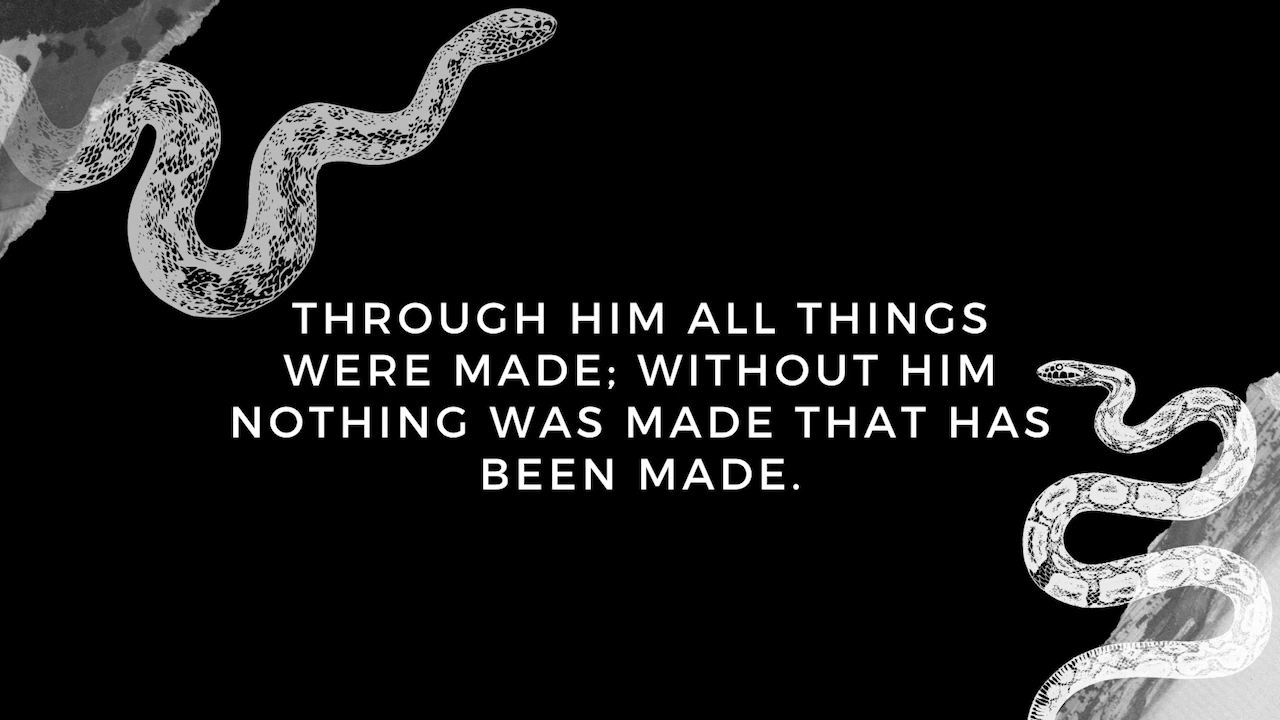 THROUGH HIM ALL THINGS
WERE MADE; WITHOUT HIM
NOTHING WAS MADE THAT HAS
BEEN MADE.